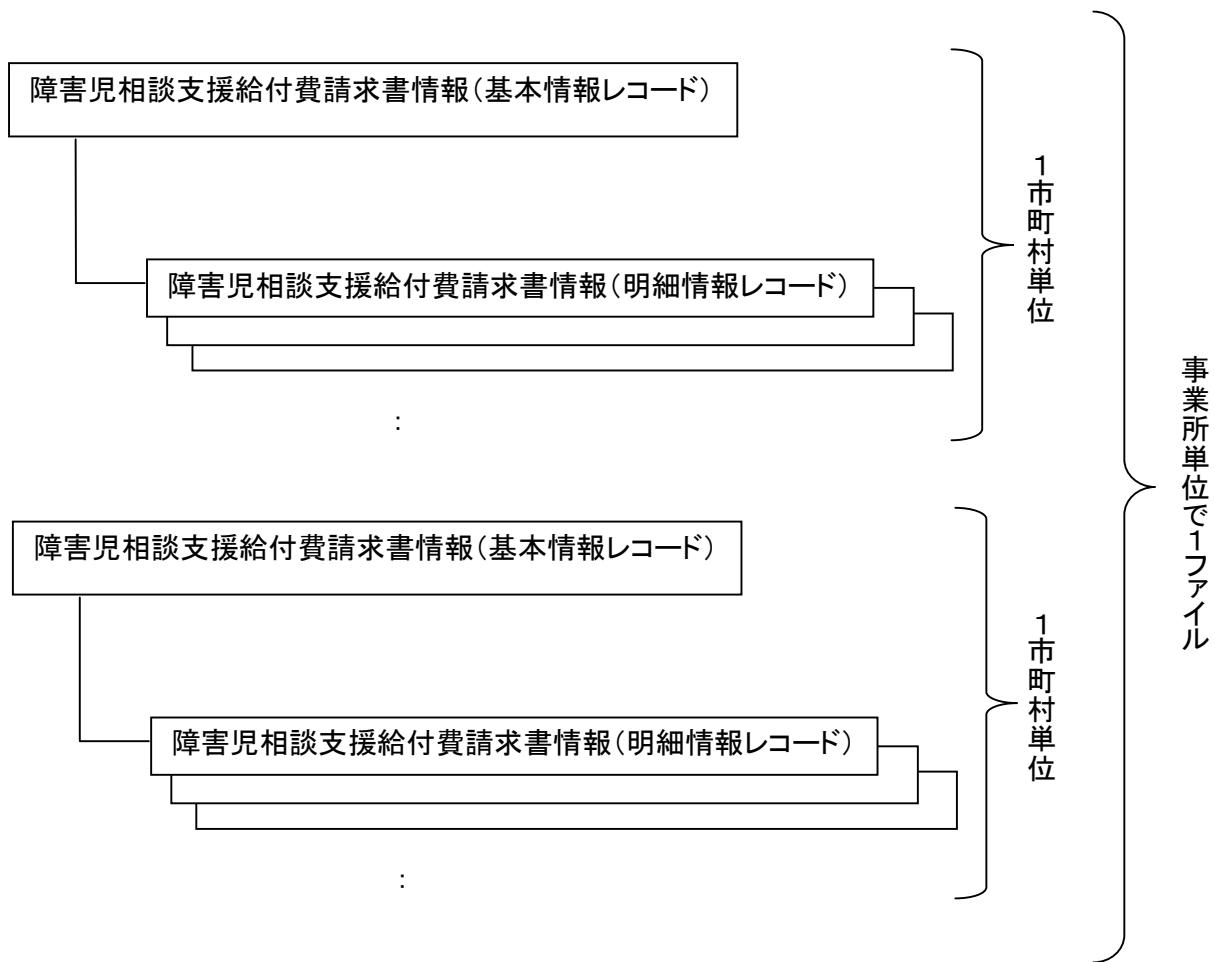 障害児相談支援給付費請求書情報(基本情報レコード)
障害児相談支援給付費請求書情報(明細情報レコード)
:
1市町村単位
障害児相談支援給付費請求書情報(基本情報レコード)
障害児相談支援給付費請求書情報(明細情報レコード)
:
1市町村単位
事業所単位で1ファイル